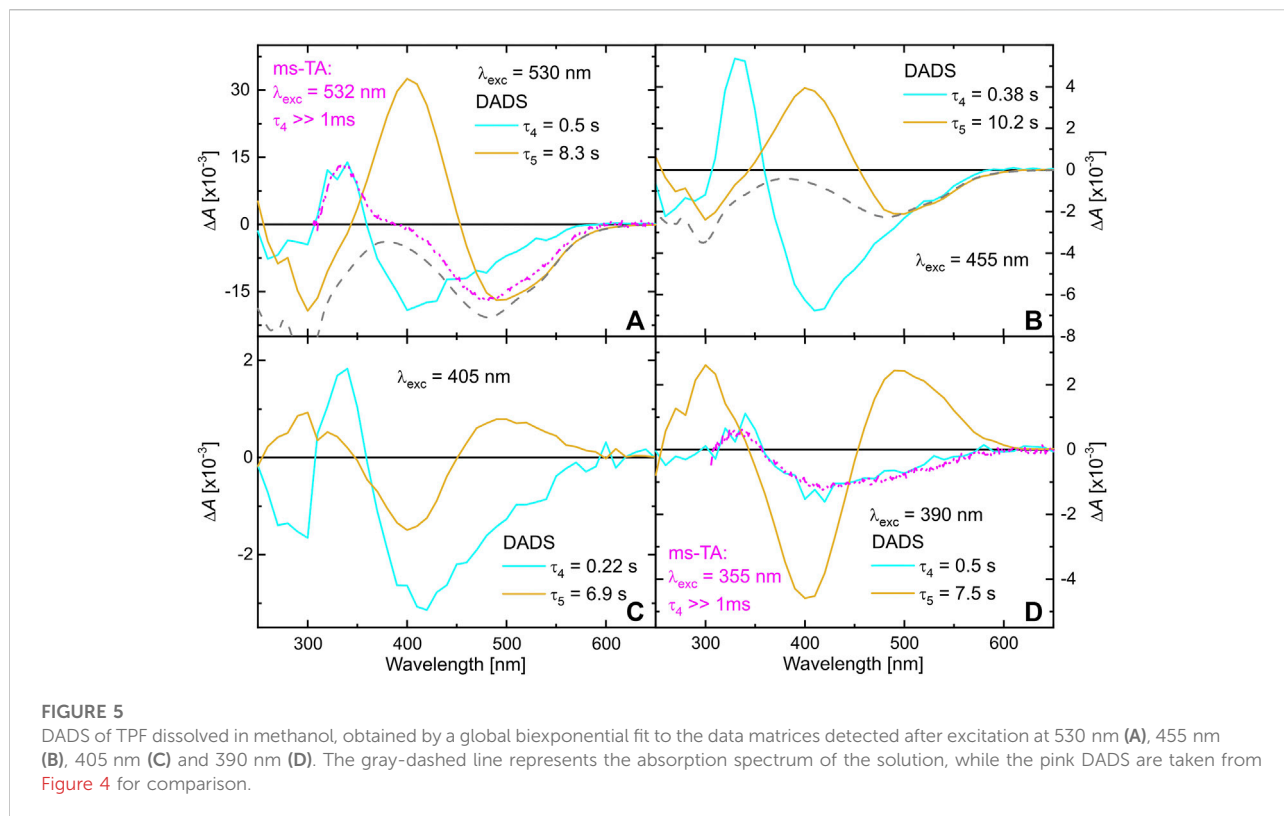 ms-TA:
λexc = 532 nm
τ4 >> 1ms
λexc = 530 nm
DADS
τ4 = 0.5 s
τ5 = 8.3 s
30
15
0
-15
ΔA [x10-3]
A
DADS
τ4 = 0.38 s
τ5 = 10.2 s
λexc = 455 nm
B
4
2
0
-2
-4
-6
-8
ΔA [x10-3]
λexc = 405 nm
2
0
-2
ΔA [x10-3]
DADS
τ4 = 0.22 s
τ5 = 6.9 s
C
300 400 500 600
Wavelength [nm]
ms-TA:
λexc = 355 nm
τ4 >> 1ms
λexc = 390 nm
DADS
τ4 = 0.5 s
τ5 = 7.5 s
D
2
0
-2
-4
ΔA [x10-3]
300 400 500 600
Wavelength [nm]
FIGURE 5
DADS of TPF dissolved in methanol, obtained by a global biexponential fit to the data matrices detected after excitation at 530 nm (A), 455 nm
(B), 405 nm (C) and 390 nm (D). The gray-dashed line represents the absorption spectrum of the solution, while the pink DADS are taken from
Figure 4 for comparison.